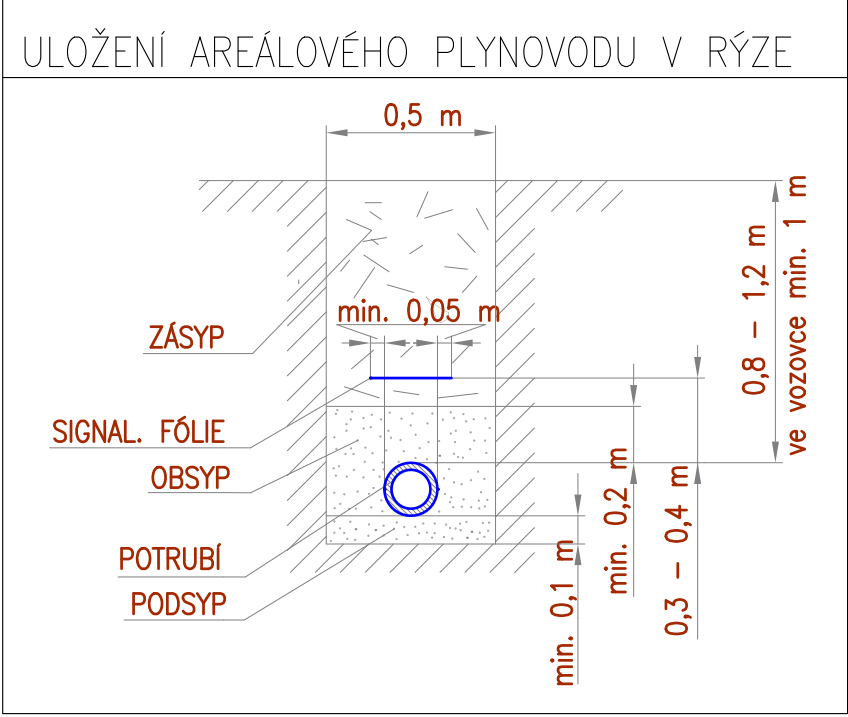 ULOŽENÍ AREÁLOVÉHO PLYNOVODU V RÝZE
0,5 m
min. 0,05 m
ZÁSYP
SIGNAL. FÓLIE
OBSYP
POTRUBÍ
PODSYP
min. 0,1 m
min. 0,2 m
0,3 – 0,4 m
0,8 – 1,2 m
ve vozovce min. 1 m